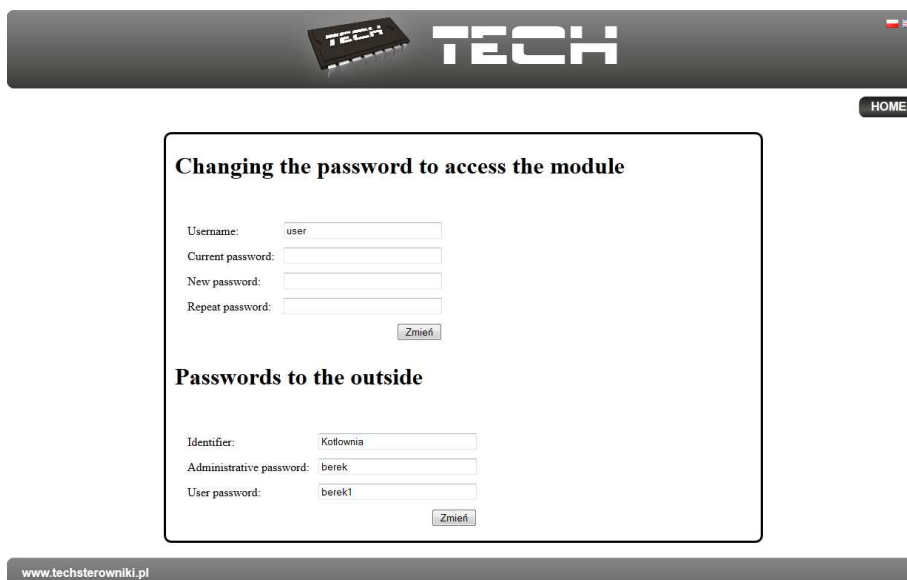 TECH
TECH
HOME
Changing the password to access the module
Username: user
Current password:
New password:
Repeat password:
Zmień
Passwords to the outside
Identifier: Kotlownia
Administrative password: berek
User password: berek1
Zmień
www.techsterowniki.pl